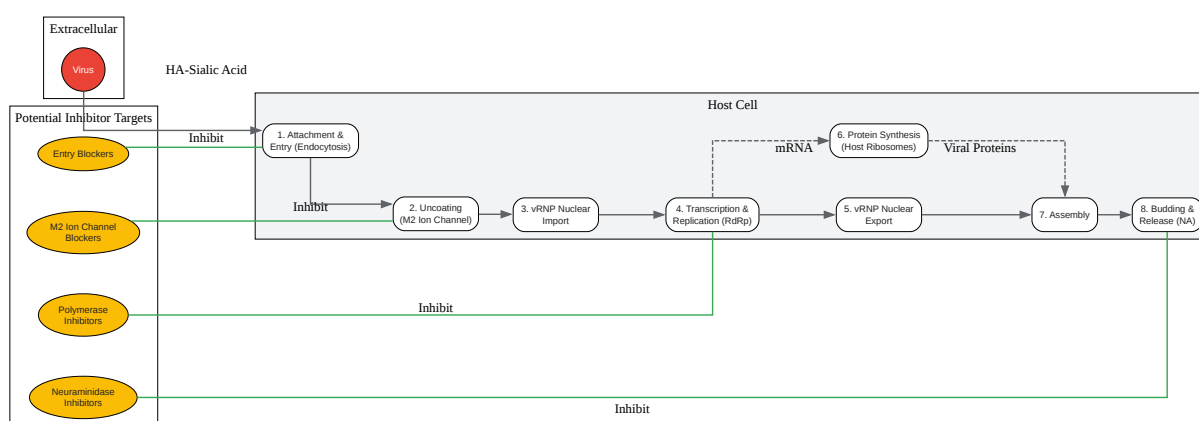 Extracellular
Virus
HA-Sialic Acid
Potential Inhibitor Targets
Host Cell
Inhibit
Entry Blockers
1. Attachment &
Entry (Endocytosis)
6. Protein Synthesis
(Host Ribosomes)
mRNA
Viral Proteins
Inhibit
M2 Ion Channel
Blockers
2. Uncoating
(M2 Ion Channel)
3. vRNP Nuclear
Import
4. Transcription &
Replication (RdRp)
5. vRNP Nuclear
Export
7. Assembly
8. Budding &
Release (NA)
Polymerase
Inhibitors
Inhibit
Neuraminidase
Inhibitors
Inhibit